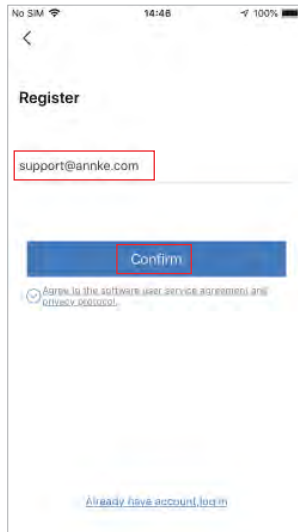 No SIM 14:46 100%
Register
support@annke.com
Confirm
Agree to the software user service agreement and
privacy protocol.
Already have account,log in